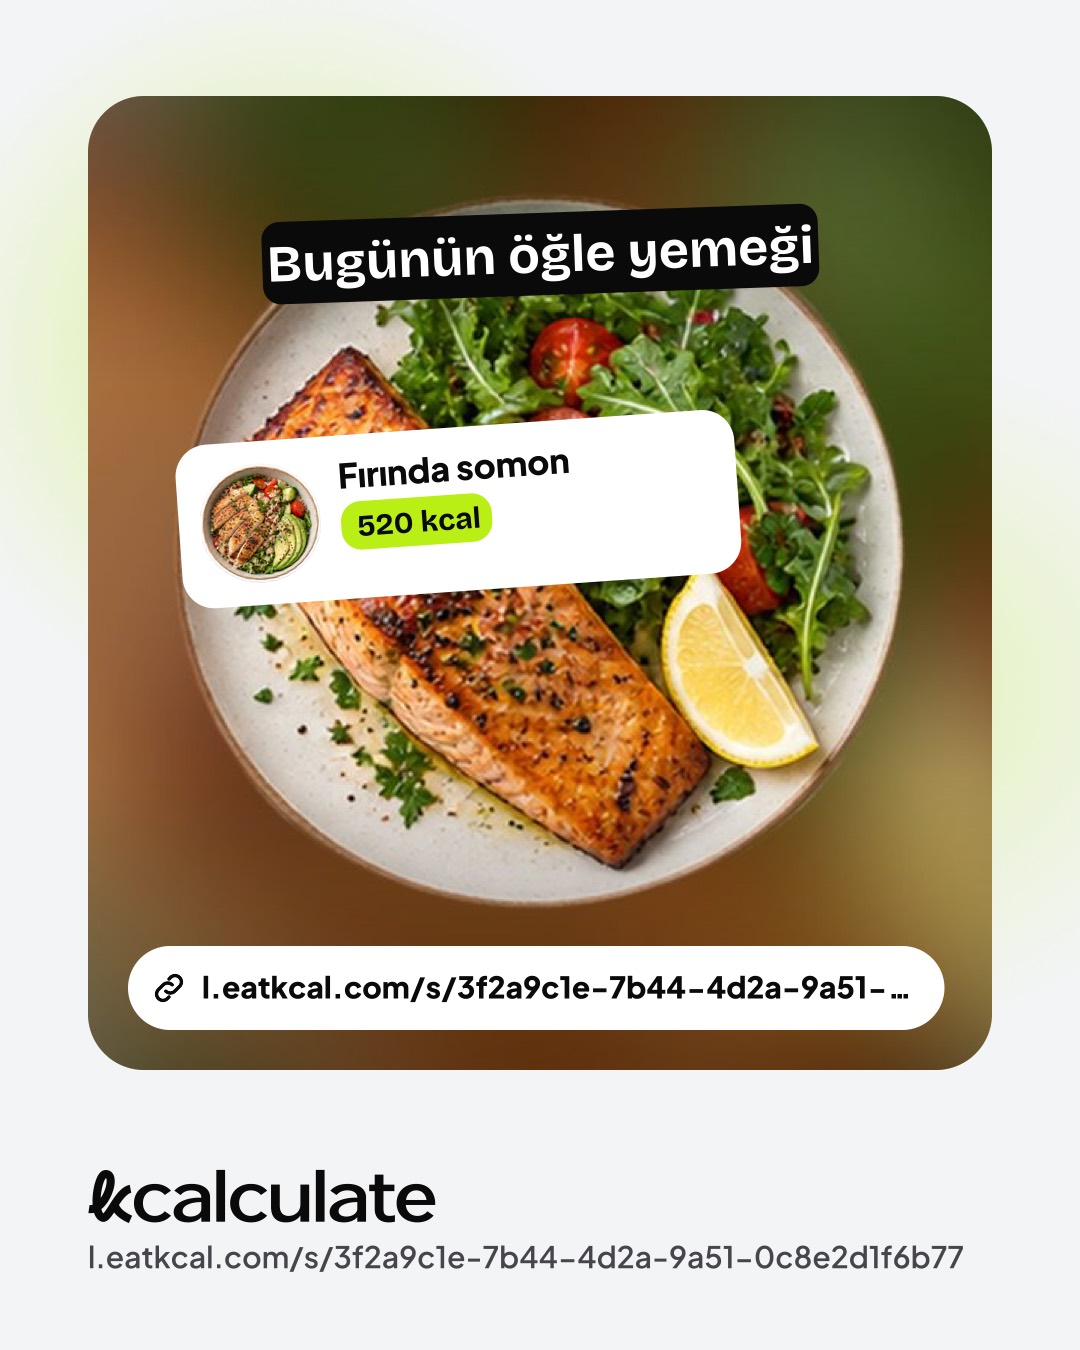 Bugünün öğle yemeği
Fırında somon
520 kcal
l.eatkcal.com/s/3f2a9c1e-7b44-4d2a-9a51-…
kcalculate
l.eatkcal.com/s/3f2a9c1e-7b44-4d2a-9a51-0c8e2d1f6b77